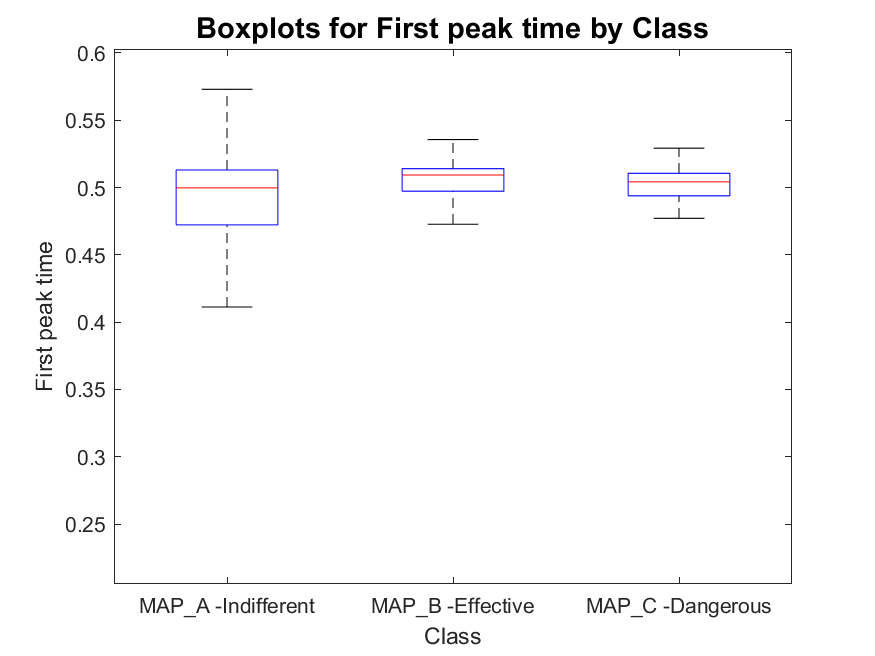 Boxplots for First peak time by Class
0.6
0.55
0.5
0.45
0.4
0.35
0.3
0.25
First peak time
MAP_A -Indifferent
MAP_B -Effective
MAP_C -Dangerous
Class